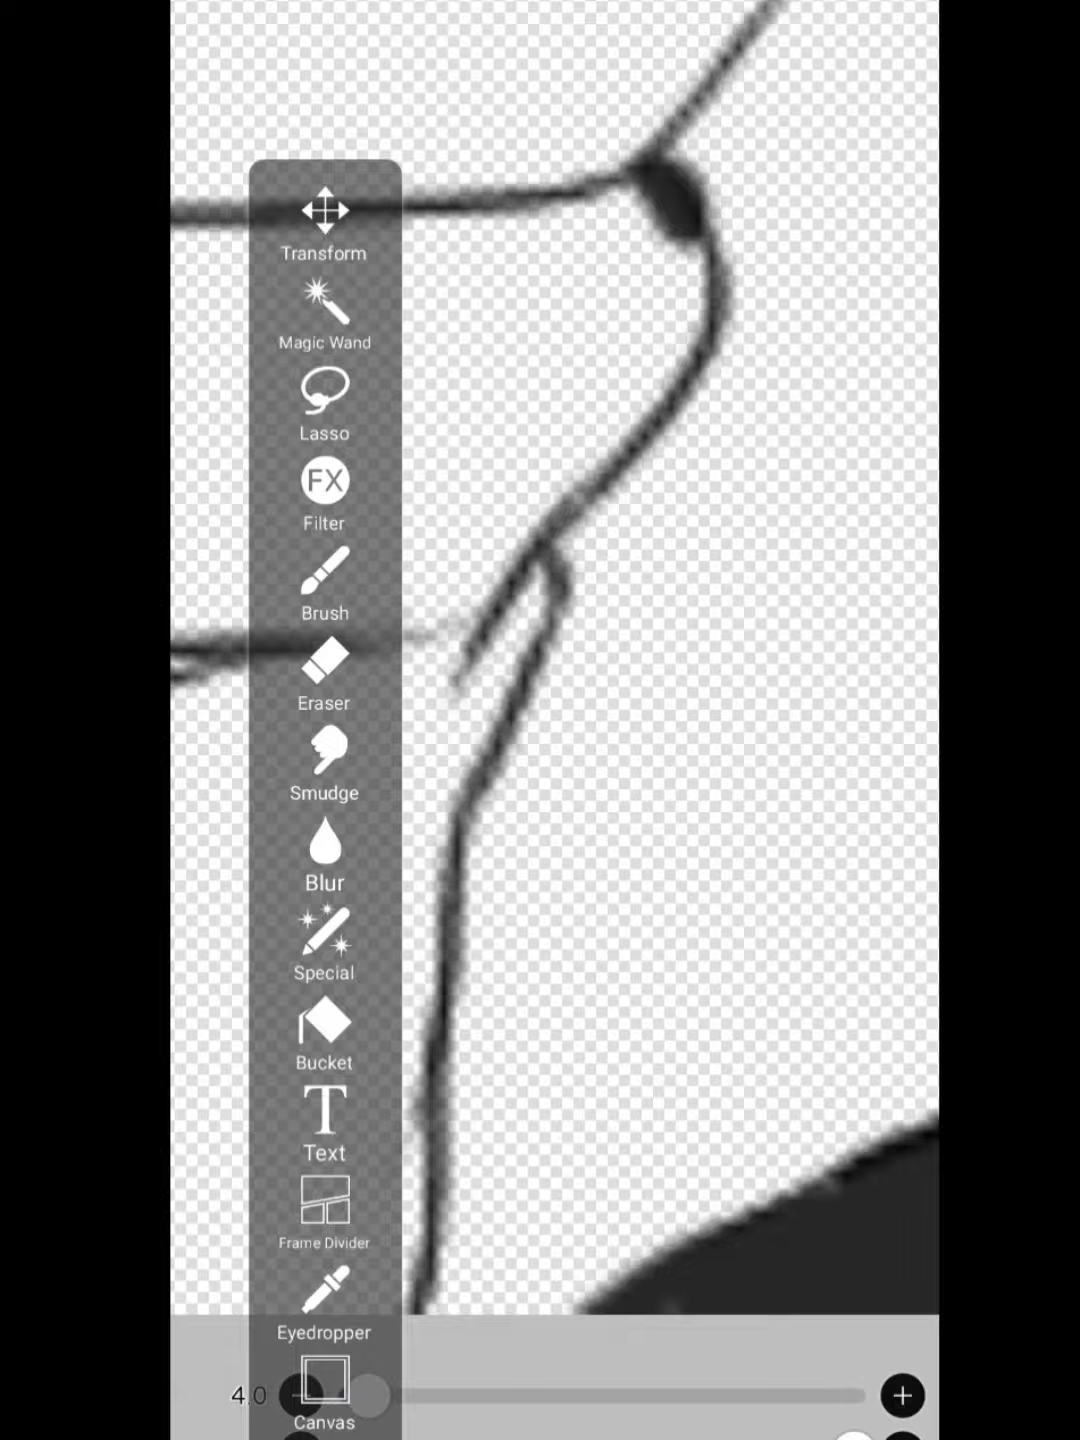 Transform
Magic Wand
Lasso
FX
Filter
Brush
Eraser
Smudge
Blur
Special
Bucket
T
Text
Frame Divider
Eyedropper
4.0
Canvas